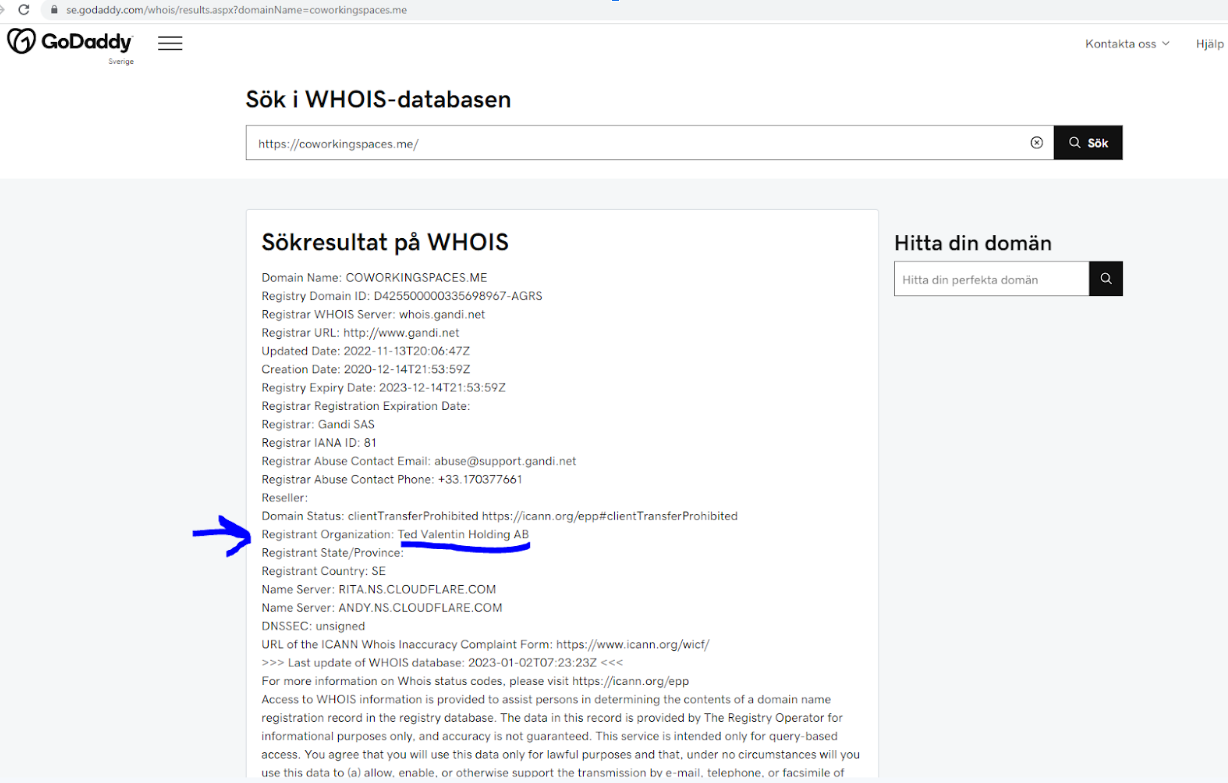 se.godaddy.com/whois/results.aspx?domainName=coworkingspaces.me
GoDaddy
Sverige
Kontakta oss
Hjälp
Sök i WHOIS-databasen
https://coworkingspaces.me/
Sök
Sökresultat på WHOIS
Domain Name: COWORKINGSPACES.ME
Registry Domain ID: D425500000335698967-AGRS
Registrar WHOIS Server: whois.gandi.net
Registrar URL: http://www.gandi.net
Updated Date: 2022-11-13T20:06:47Z
Creation Date: 2020-12-14T21:53:59Z
Registry Expiry Date: 2023-12-14T21:53:59Z
Registrar Registration Expiration Date:
Registrar: Gandi SAS
Registrar IANA ID: 81
Registrar Abuse Contact Email: abuse@support.gandi.net
Registrar Abuse Contact Phone: +33.170377661
Reseller:
Domain Status: clientTransferProhibited https://icann.org/epp#clientTransferProhibited
Registrant Organization: Ted Valentin Holding AB
Registrant State/Province:
Registrant Country: SE
Name Server: RITA.NS.CLOUDFLARE.COM
Name Server: ANDY.NS.CLOUDFLARE.COM
DNSSEC: unsigned
URL of the ICANN Whois Inaccuracy Complaint Form: https://www.icann.org/wicf/
>>> Last update of WHOIS database: 2023-01-02T07:23:23Z <<<
For more information on Whois status codes, please visit https://icann.org/epp
Access to WHOIS information is provided to assist persons in determining the contents of a domain name
registration record in the registry database. The data in this record is provided by The Registry Operator for
informational purposes only, and accuracy is not guaranteed. This service is intended only for query-based
access. You agree that you will use this data only for lawful purposes and that, under no circumstances will you
use this data to (a) allow, enable, or otherwise support the transmission by e-mail, telephone, or facsimile of
Hitta din domän
Hitta din perfekta domän